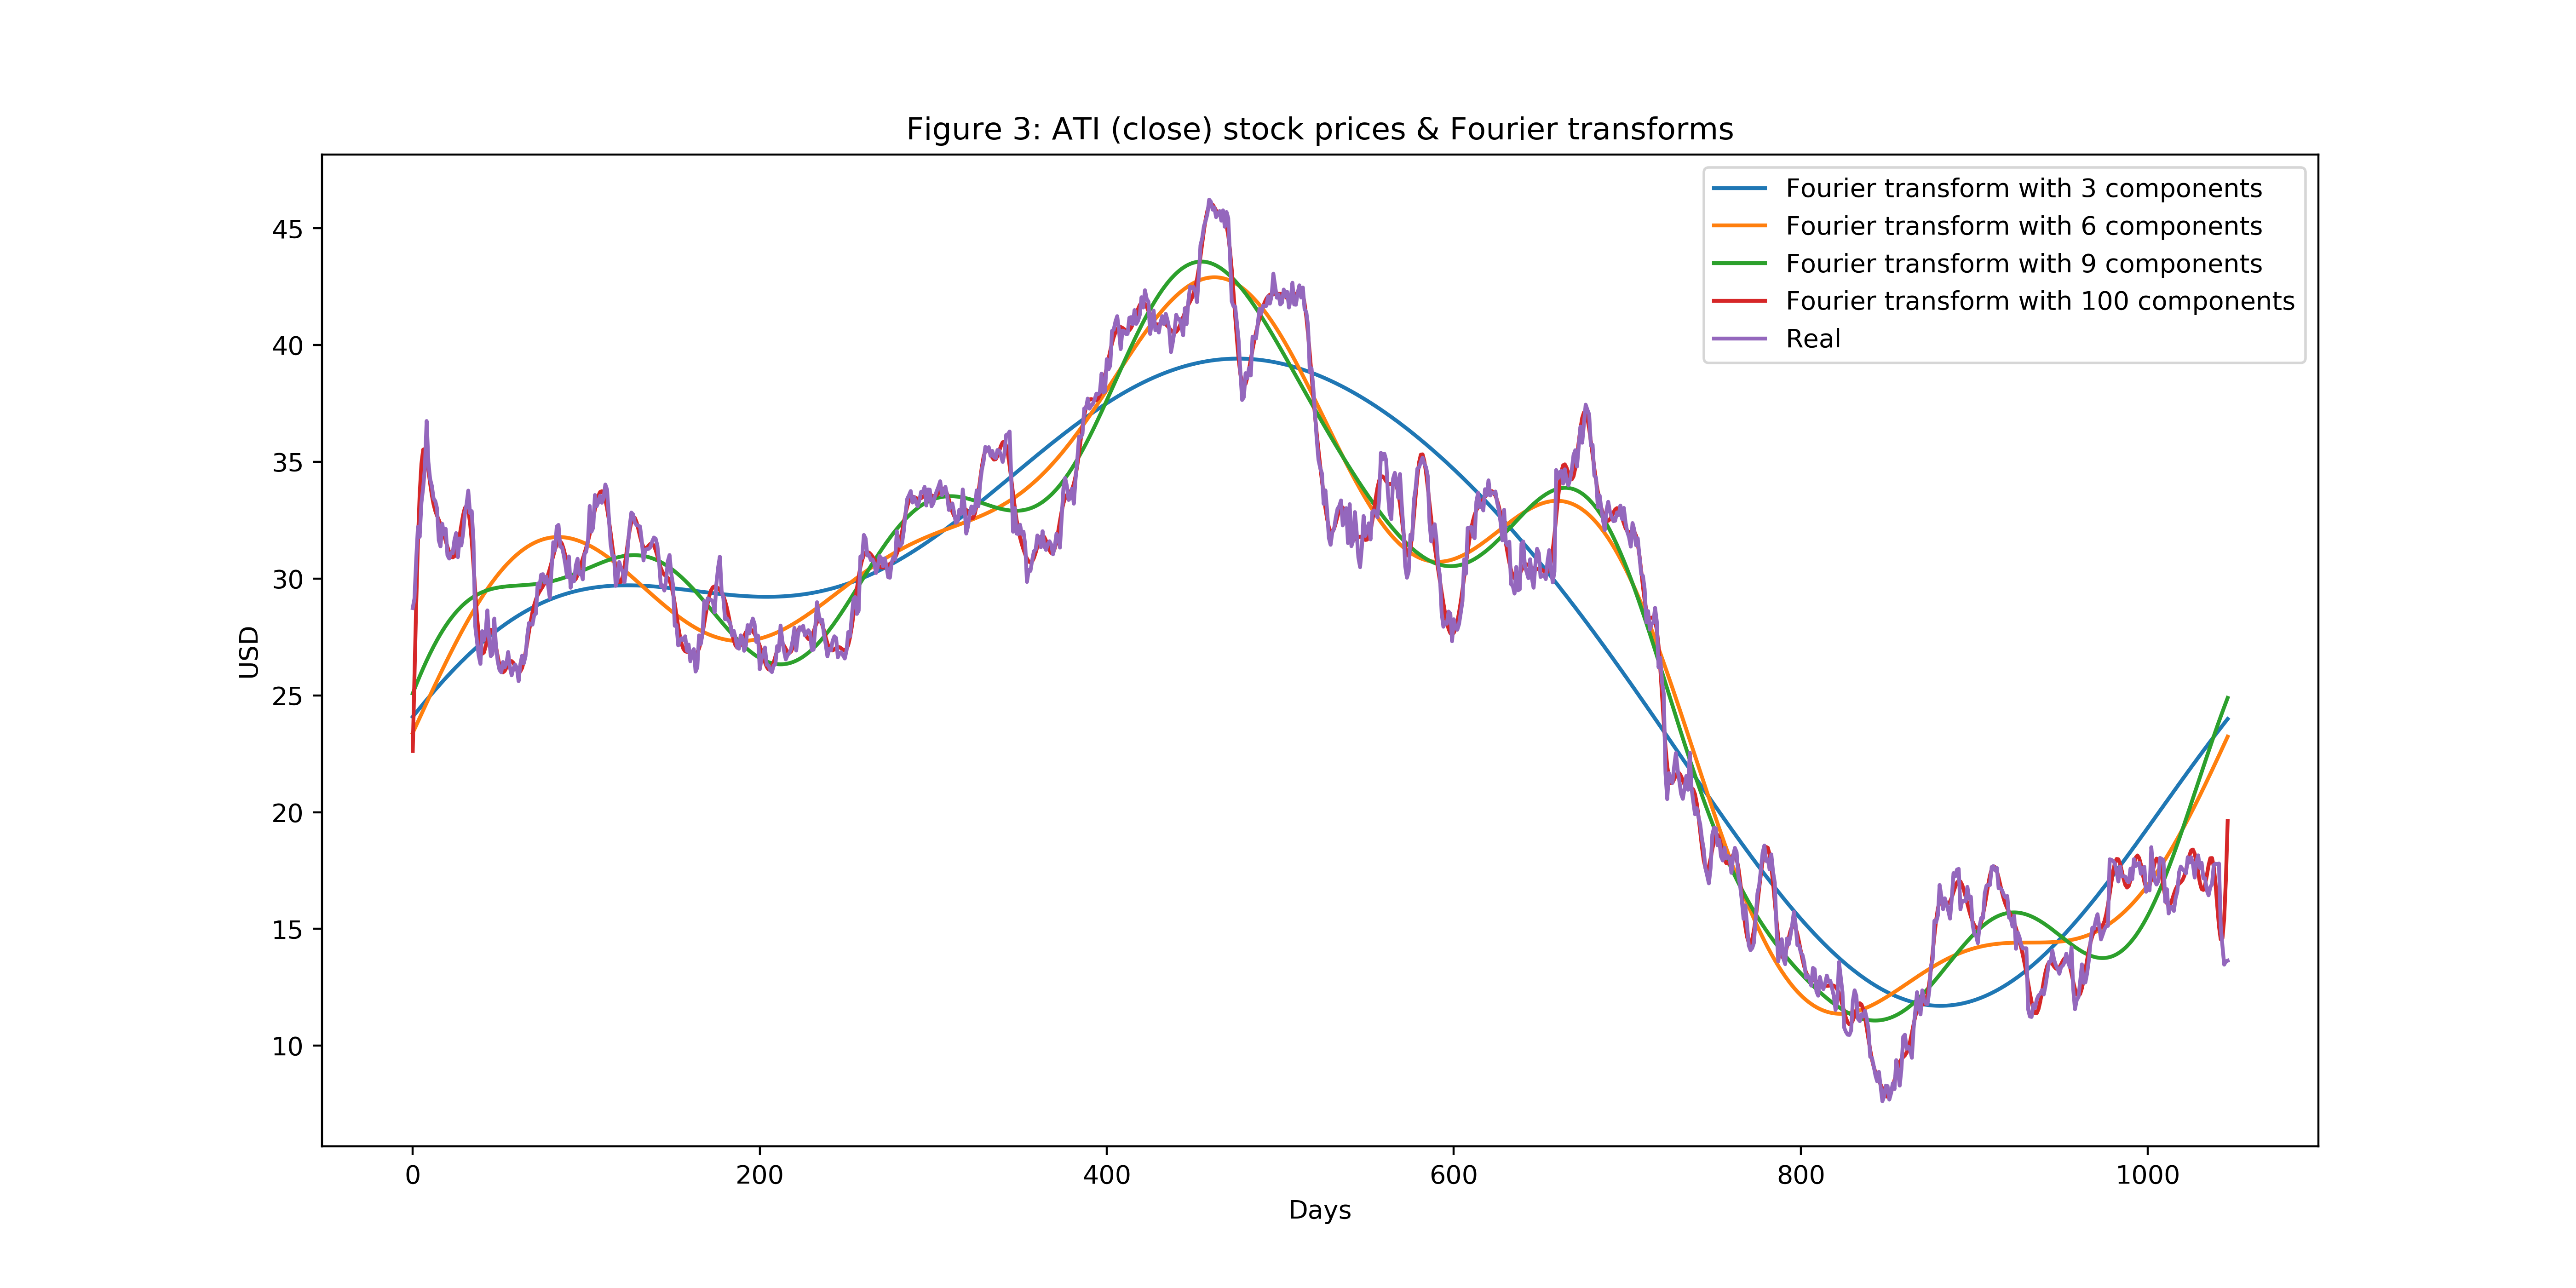 Figure 3: ATI (close) stock prices & Fourier transforms
Fourier transform with 3 components
Fourier transform with 6 components
Fourier transform with 9 components
Fourier transform with 100 components
Real
45
40
35
30
25
20
15
10
USD
0 200 400 600 800 1000
Days